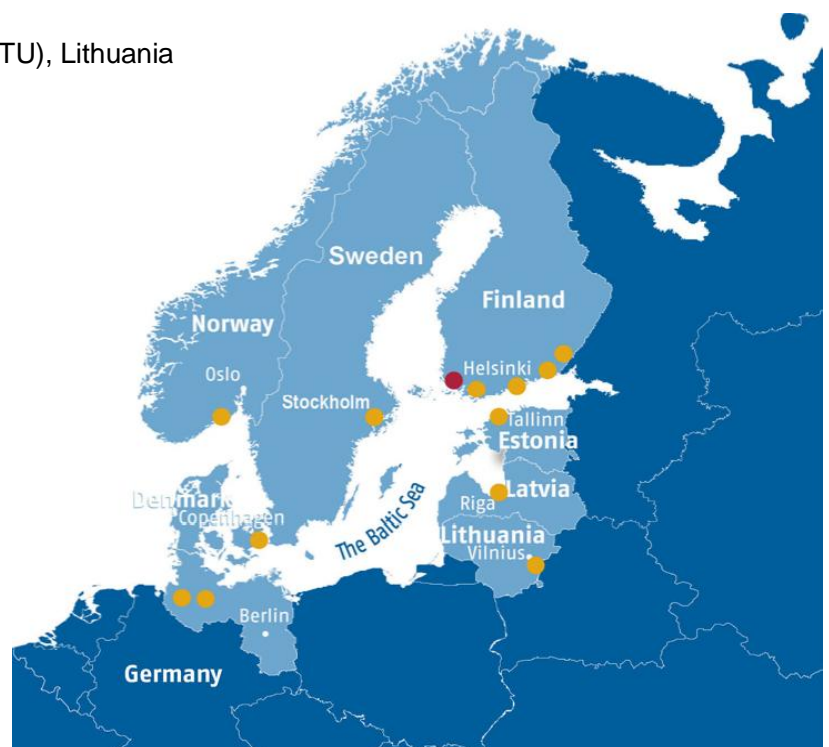 TU), Lithuania
Sweden
Finland
Norway
Oslo
Helsinki
Stockholm
Tallinn
Estonia
Denmark
Copenhagen
The Baltic Sea
Riga
Latvia
Lithuania
Vilnius
Berlin
Germany